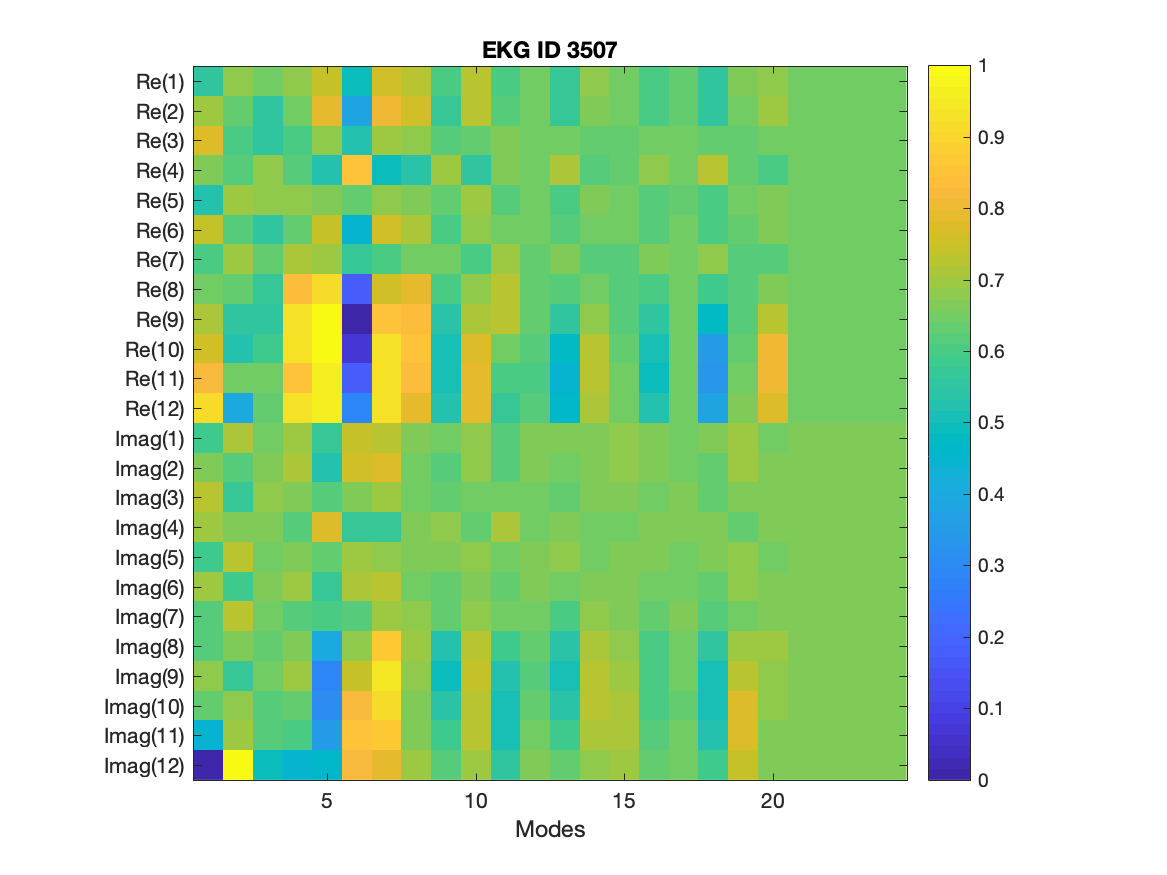 EKG ID 3507
Re(1)
Re(2)
Re(3)
Re(4)
Re(5)
Re(6)
Re(7)
Re(8)
Re(9)
Re(10)
Re(11)
Re(12)
Imag(1)
Imag(2)
Imag(3)
Imag(4)
Imag(5)
Imag(6)
Imag(7)
Imag(8)
Imag(9)
Imag(10)
Imag(11)
Imag(12)
5 10 15 20
Modes
1
0.9
0.8
0.7
0.6
0.5
0.4
0.3
0.2
0.1
0